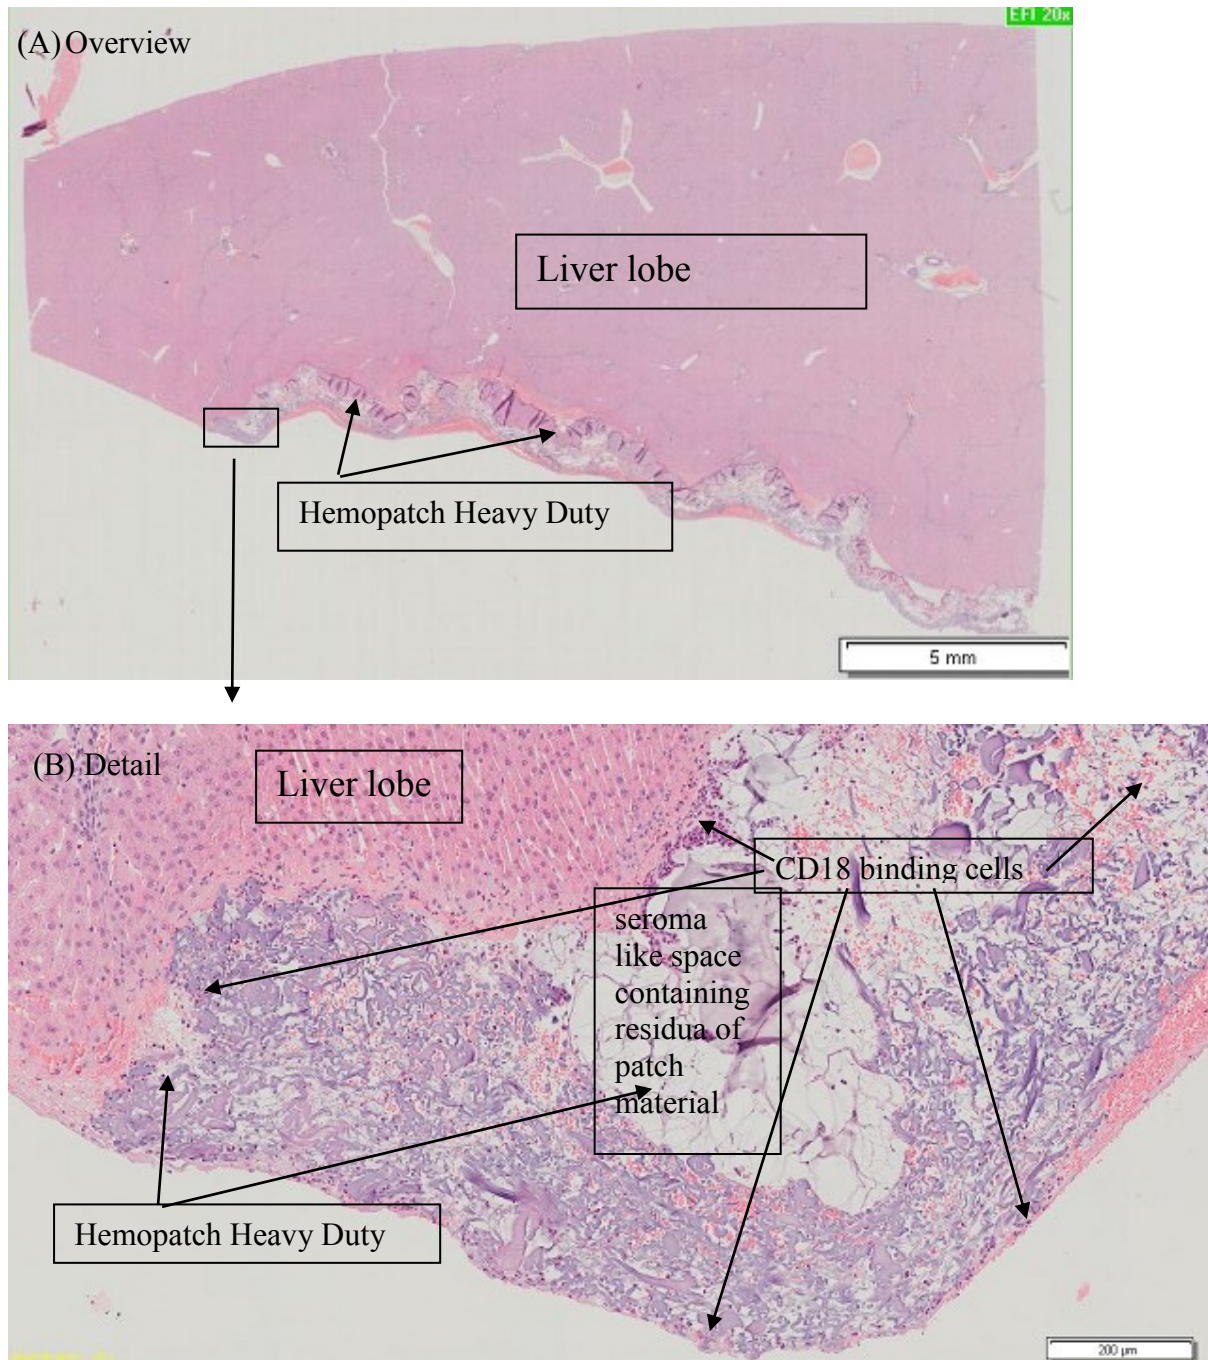 EFI 20x
(A) Overview
Liver lobe
Hemopatch Heavy Duty
5 mm
(B) Detail
Liver lobe
CD18 binding cells
seroma
like space
containing
residua of
patch
material
Hemopatch Heavy Duty
200 µm